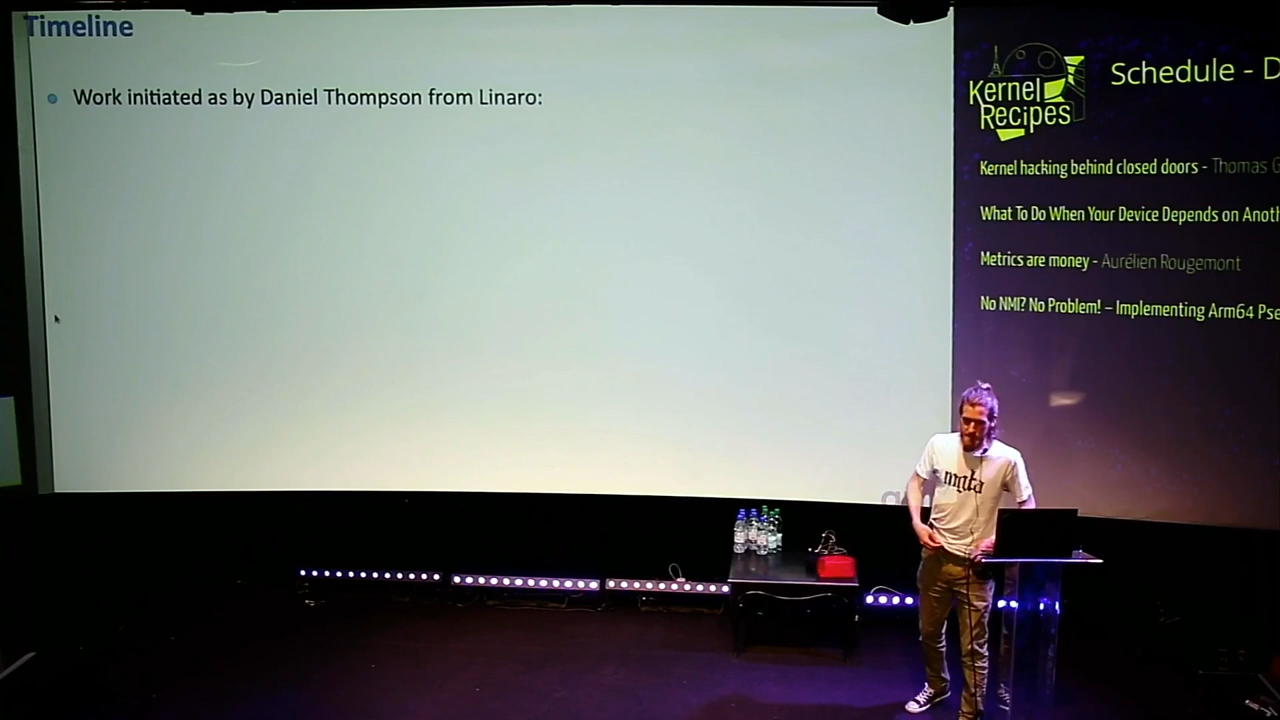 Timeline
Work initiated as by Daniel Thompson from Linaro:
Kernel
Recipes
Schedule - D
Kernel hacking behind closed doors - Thomas G
What To Do When Your Device Depends on Anoth
Metrics are money - Aurélien Rougemont
No NMI? No Problem! – Implementing Arm64 Pse